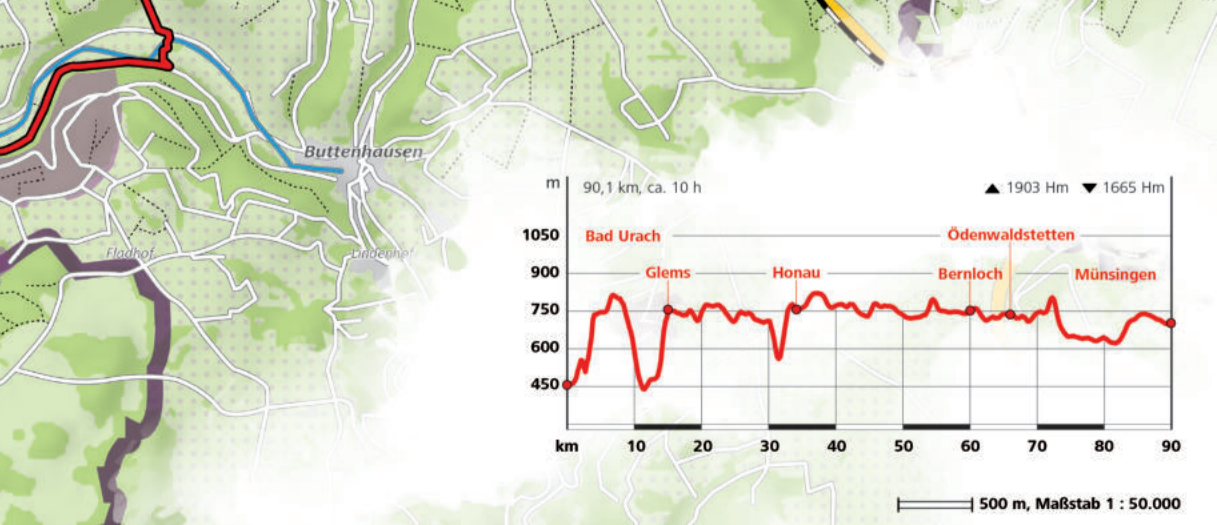 Buttenhausen
Fladhof
Lindenhof
m
90,1 km, ca. 10 h
▲ 1903 Hm ▼ 1665 Hm
1050
Bad Urach
Ödenwaldstetten
900
Glems
Honau
Bernloch
Münsingen
750
600
450
km 10 20 30 40 50 60 70 80 90
500 m, Maßstab 1 : 50.000